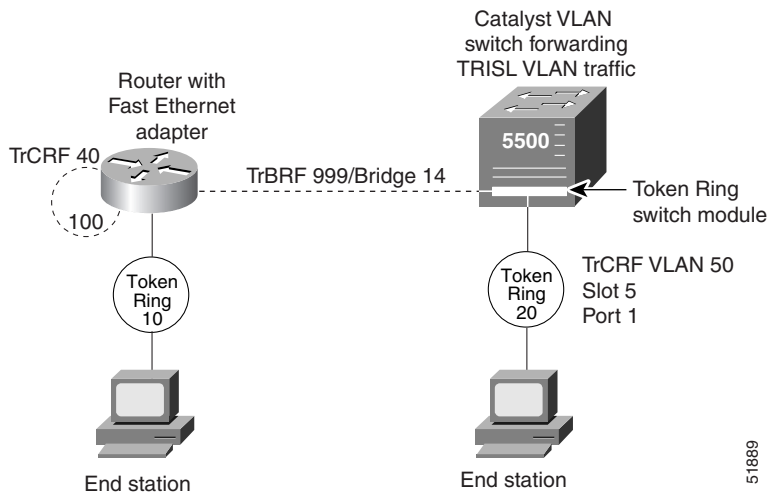 Catalyst VLAN
switch forwarding
TRISL VLAN traffic
Router with
Fast Ethernet
adapter
5500
TrCRF 40
TrBRF 999/Bridge 14
Token Ring
switch module
100
Token
Ring
10
Token
Ring
20
TrCRF VLAN 50
Slot 5
Port 1
End station
End station
51889